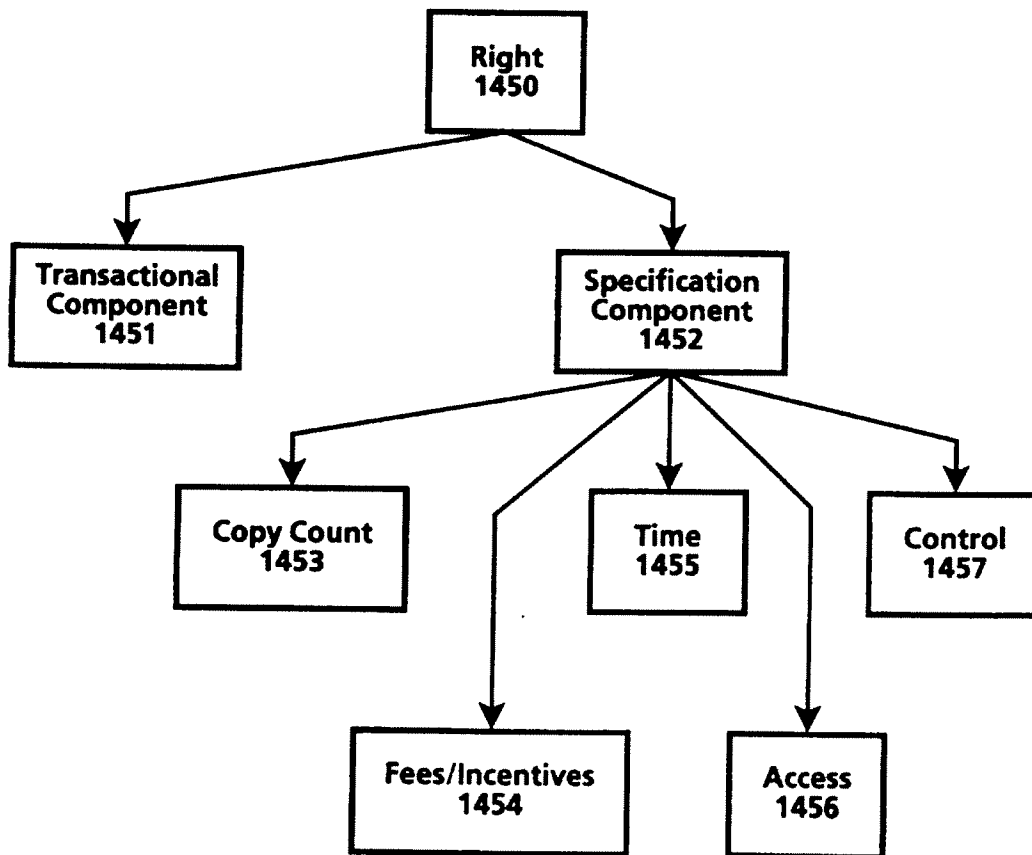 Right
1450
Transactional
Component
1451
Specification
Component
1452
Copy Count
1453
Time
1455
Control
1457
Fees/Incentives
1454
Access
1456